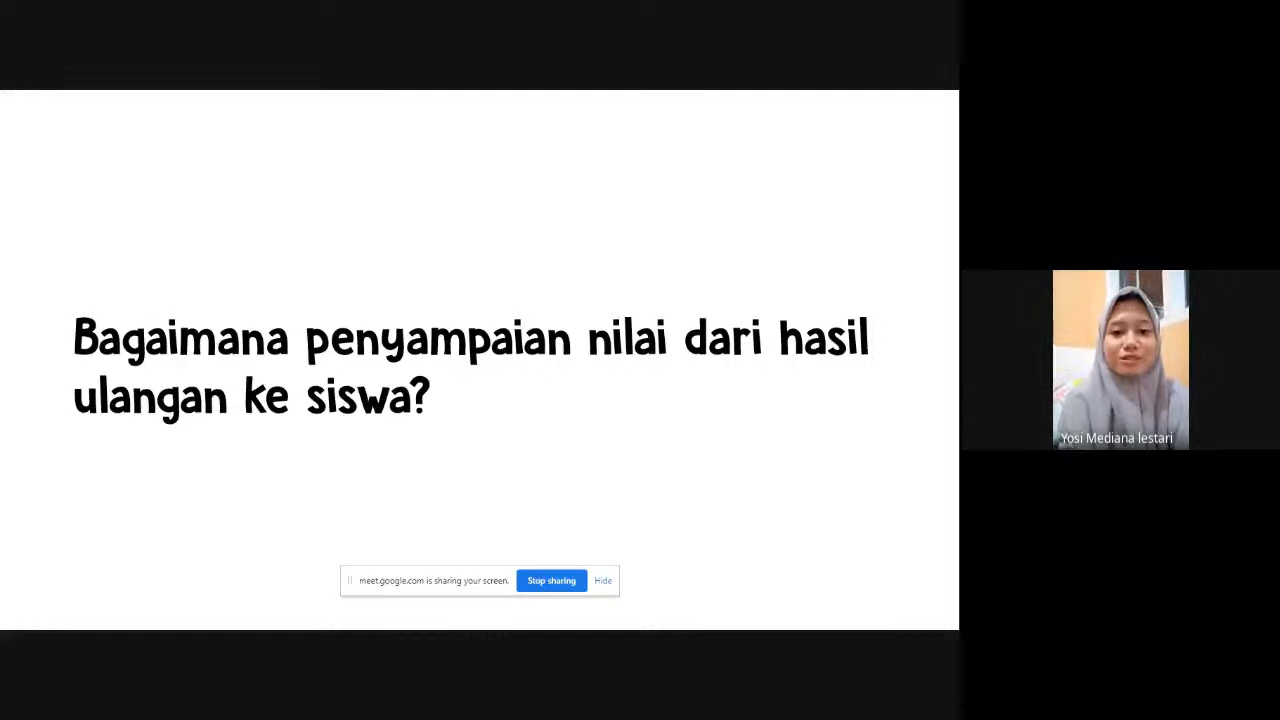 Bagaimana penyampaian nilai dari hasil
ulangan ke siswa?
meet.google.com is sharing your screen.
Stop sharing
Hide
Yosi Mediana lestari